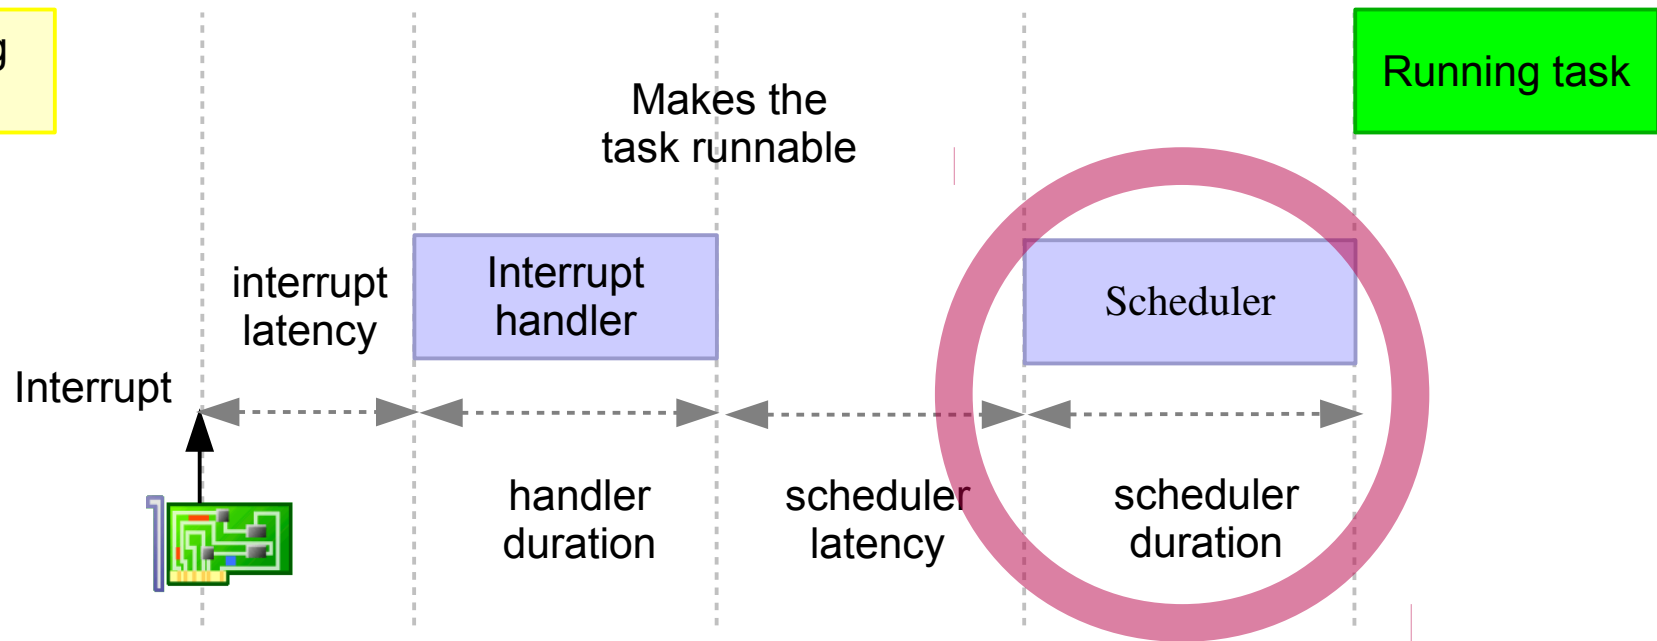 Running task
Makes the
task runnable
interrupt
latency
Interrupt
handler
Scheduler
Interrupt
handler
duration
scheduler
latency
scheduler
duration